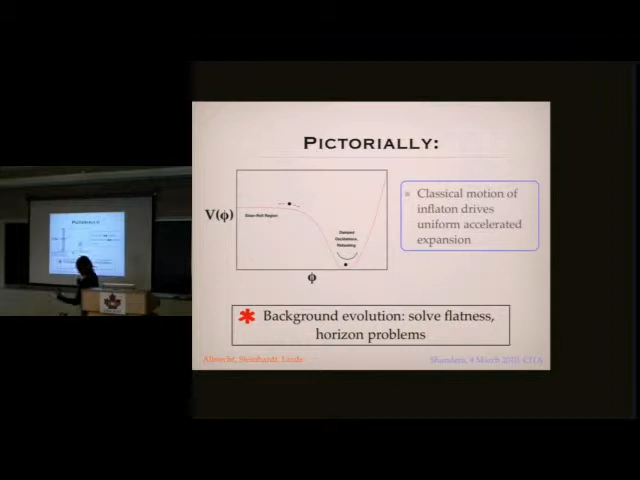 PICTORIALLY:
V(ϕ)
Slow-Roll Region
Damped
Oscillations,
Reheating
ϕ
Classical motion of
inflaton drives
uniform accelerated
expansion
* Background evolution: solve flatness,
horizon problems
Albrecht, Steinhardt, Linde
Shandera, 4 March 2010, CITA